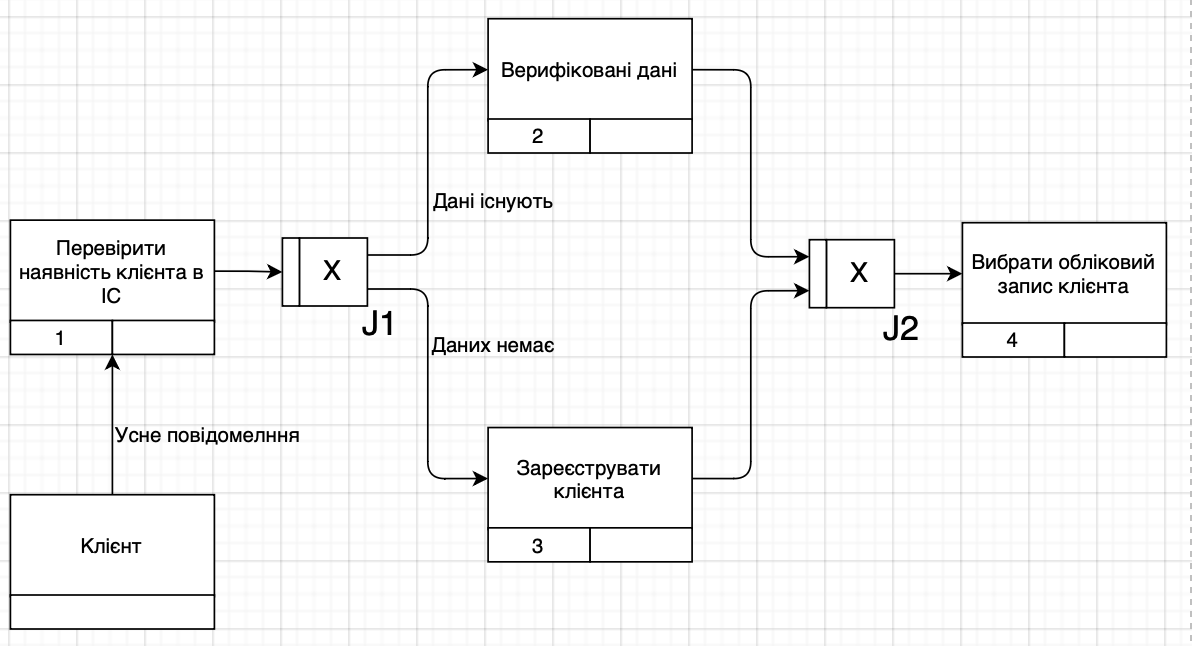 Верифіковані дані
2
Дані існують
Перевірити
наявність клієнта в
ІС
1
X
J1
X
J2
Вибрати обліковий
запис клієнта
4
Даних немає
Усне повідомелння
Зареєструвати
клієнта
3
Клієнт